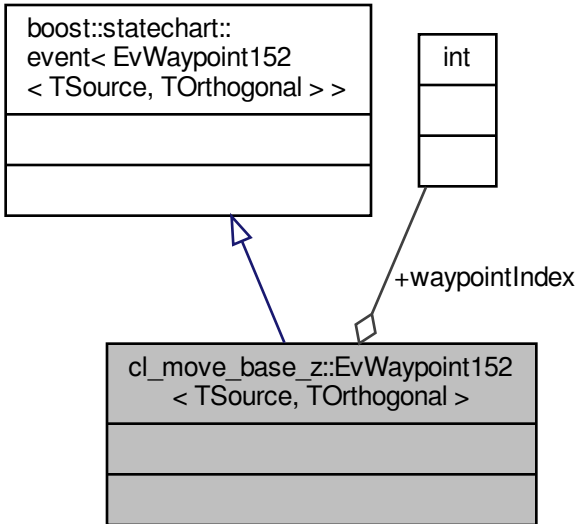 boost::statechart::
event< EvWaypoint152
< TSource, TOrthogonal > >
int
+waypointIndex
cl_move_base_z::EvWaypoint152
< TSource, TOrthogonal >